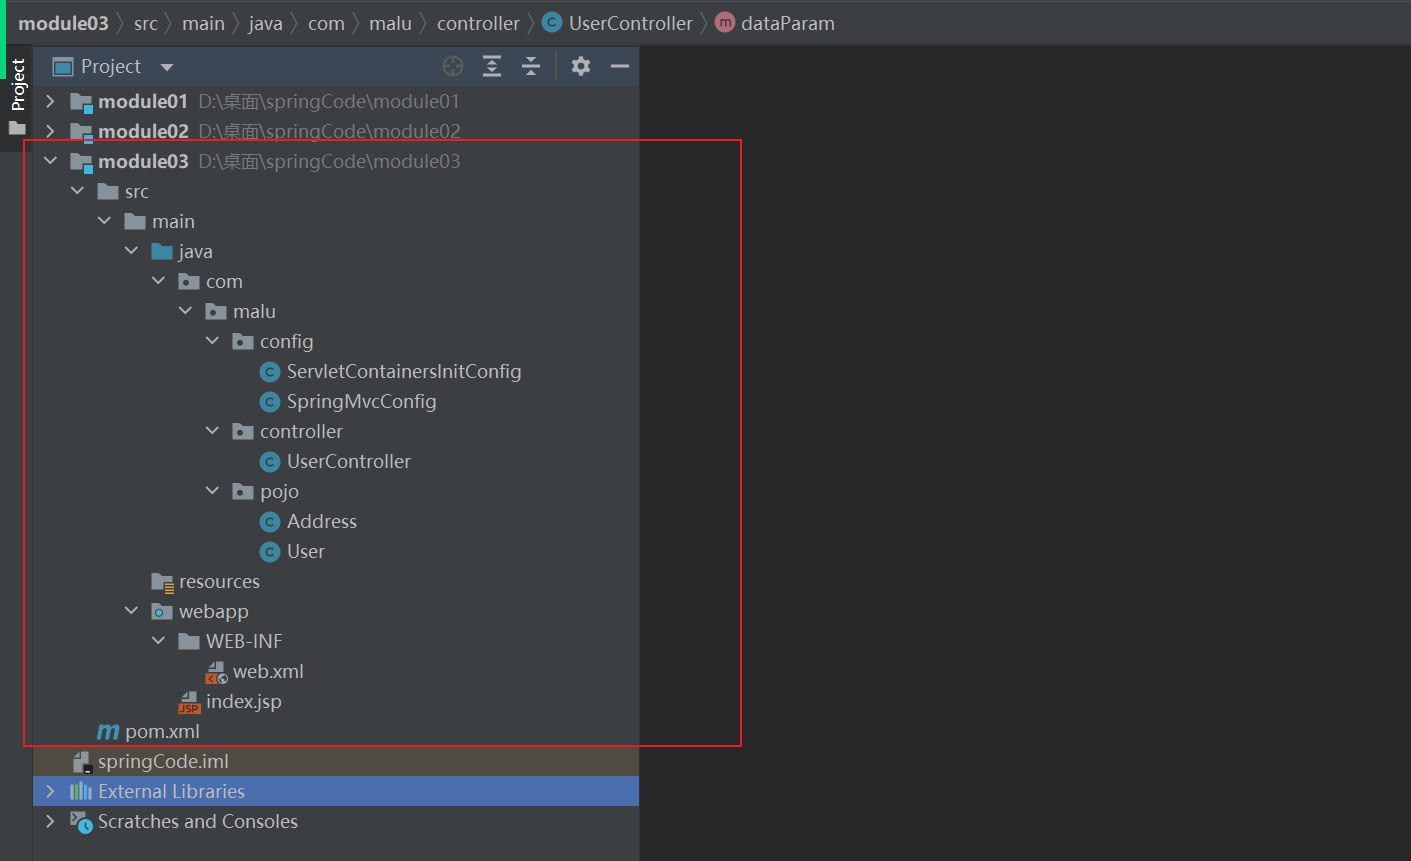 module03 src main java com malu controller UserController dataParam
Project
Project
module01 D:\桌面\springCode\module01
module02 D:\桌面\springCode\module02
module03 D:\桌面\springCode\module03
src
main
java
com
malu
config
ServletContainersInitConfig
SpringMvcConfig
controller
UserController
pojo
Address
User
resources
webapp
WEB-INF
web.xml
index.jsp
pom.xml
springCode.iml
External Libraries
Scratches and Consoles